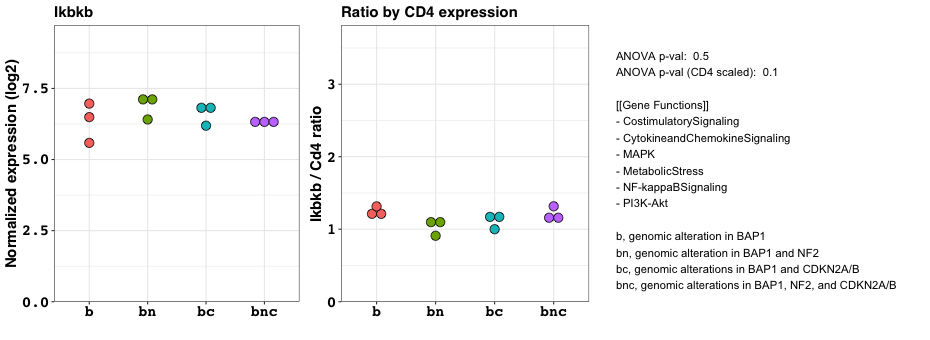 Ikbkb
Normalized expression (log2)
7.5
5.0
2.5
0.0
b bn bc bnc
Ratio by CD4 expression
Ikbkb / Cd4 ratio
3
2
1
0
b bn bc bnc
ANOVA p-val: 0.5
ANOVA p-val (CD4 scaled): 0.1
[[Gene Functions]]
- CostimulatorySignaling
- CytokineandChemokineSignaling
- MAPK
- MetabolicStress
- NF-kappaBSignaling
- PI3K-Akt
b, genomic alteration in BAP1
bn, genomic alteration in BAP1 and NF2
bc, genomic alterations in BAP1 and CDKN2A/B
bnc, genomic alterations in BAP1, NF2, and CDKN2A/B